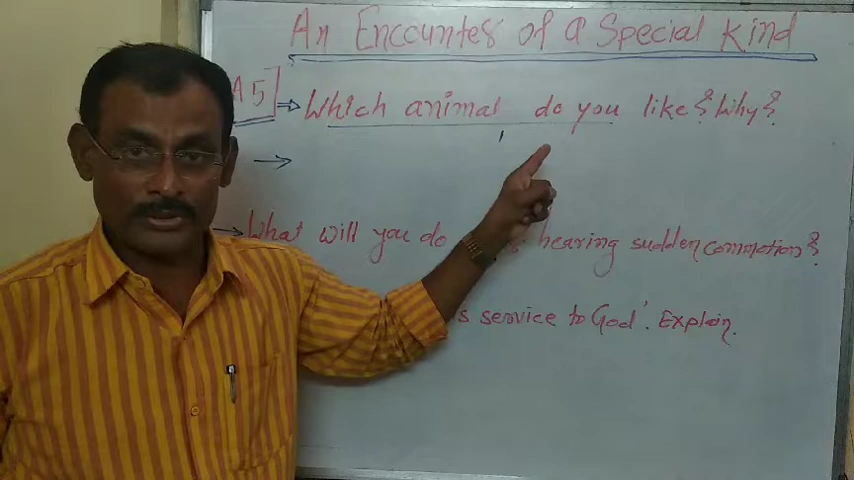 An Encounter of a Special Kind
A5] Which animal do you like? Why?
What will you do hearing sudden commotion?
service to God'. Explain.